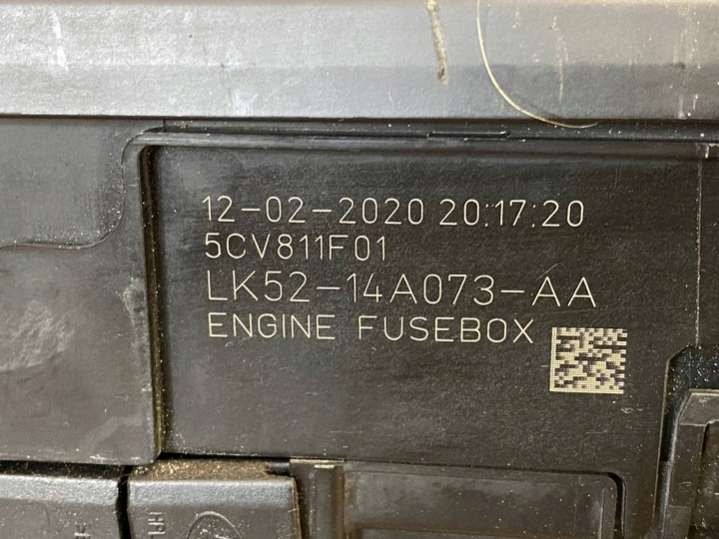 12-02-2020 20:17:20
5CV811F01
LK52-14A073-AA
ENGINE FUSEBOX